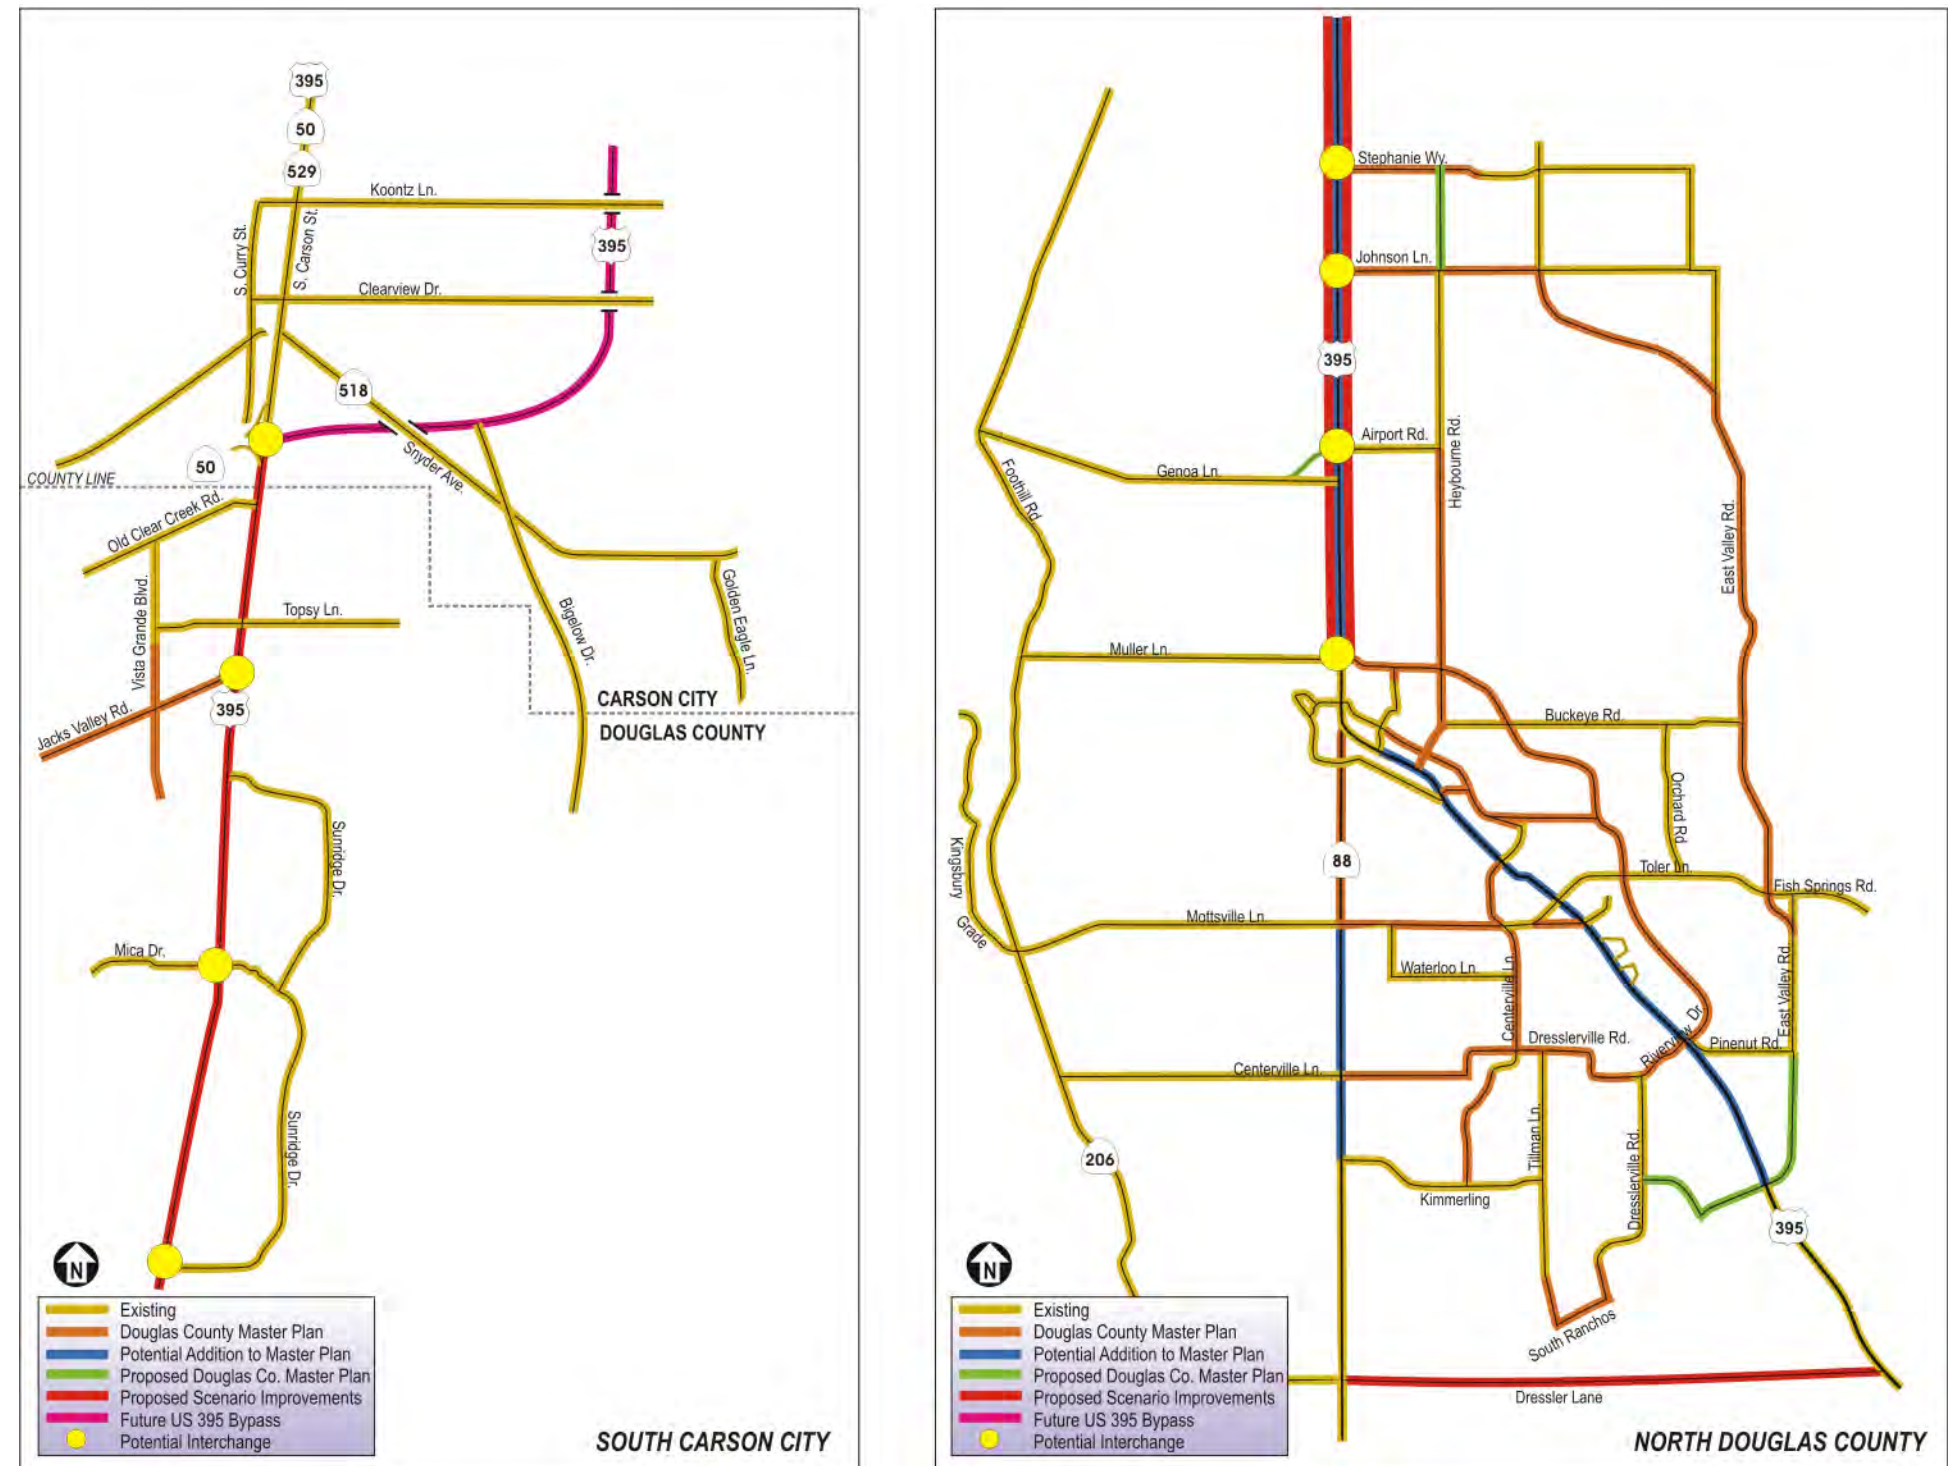 395
50
529
Koontz Ln.
S. Curry St.
S. Carson St.
395
Clearview Dr.
518
Snyder Ave.
50
COUNTY LINE
Old Clear Creek Rd.
Vista Grande Blvd.
Topsy Ln.
Bigelow Dr.
Golden Eagle Ln.
Jacks Valley Rd.
395
CARSON CITY
DOUGLAS COUNTY
Sunridge Dr.
Mica Dr.
Sunridge Dr.
N
Existing
Douglas County Master Plan
Potential Addition to Master Plan
Proposed Douglas Co. Master Plan
Proposed Scenario Improvements
Future US 395 Bypass
Potential Interchange
SOUTH CARSON CITY
Stephanie Wy.
Johnson Ln.
395
Airport Rd.
Heybourne Rd.
Genoa Ln.
Foothill Rd
East Valley Rd.
Muller Ln.
Buckeye Rd.
Orchard Rd
Kingsbury
Grade
88
Toler Ln.
Fish Springs Rd.
Mottsville Ln.
Waterloo Ln.
Centerville Ln.
East Valley Rd.
Dresslerville Rd.
Riverview Dr.
Pinenut Rd.
Centerville Ln.
Tillman Ln.
Dresslerville Rd.
206
Kimmerling
395
South Ranchos
Dressler Lane
N
Existing
Douglas County Master Plan
Potential Addition to Master Plan
Proposed Douglas Co. Master Plan
Proposed Scenario Improvements
Future US 395 Bypass
Potential Interchange
NORTH DOUGLAS COUNTY